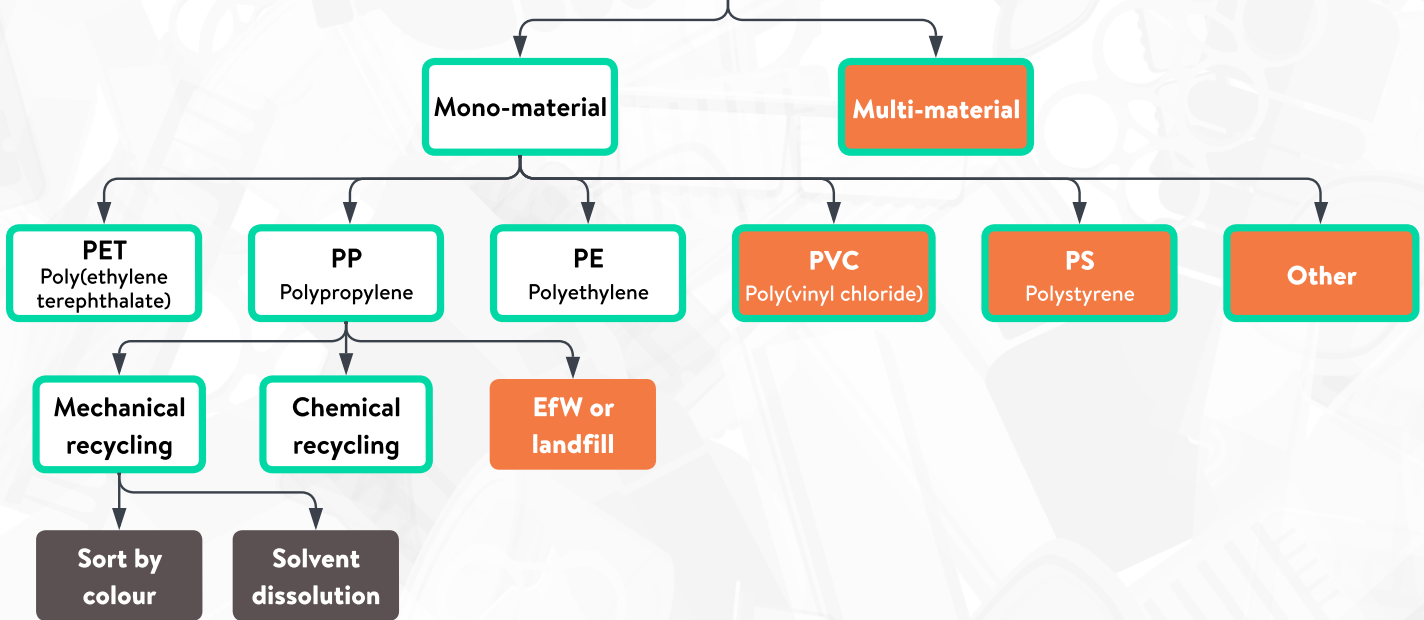 Mono-material
Multi-material
PET
Poly(ethylene
terephthalate)
PP
Polypropylene
PE
Polyethylene
PVC
Poly(vinyl chloride)
PS
Polystyrene
Other
Mechanical
recycling
Chemical
recycling
EfW or
landfill
Sort by
colour
Solvent
dissolution